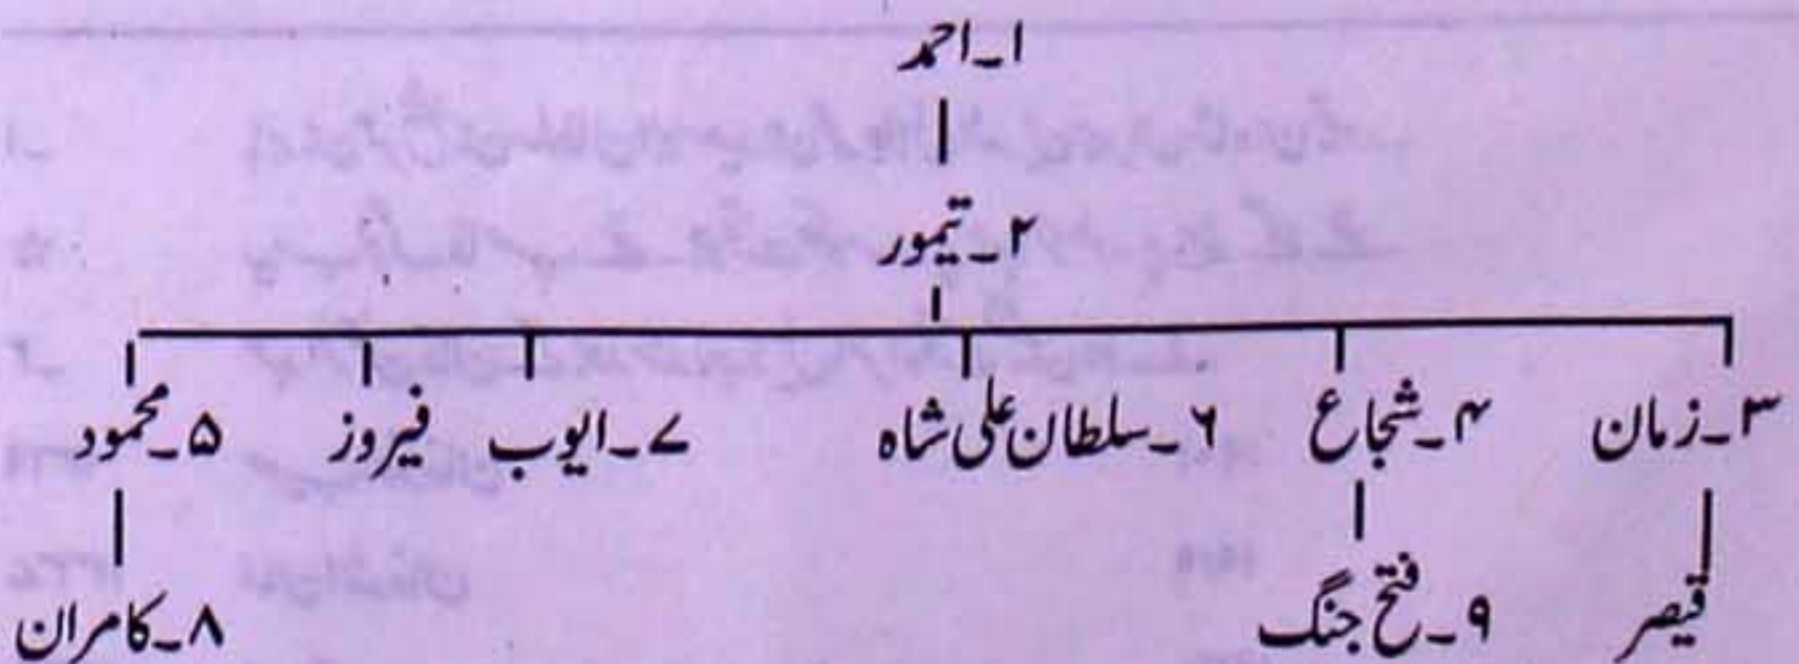 ۱۔احمد
۲۔تیمور
۳۔زمان ۴۔شجاع ۶۔سلطان علی شاہ ۷۔ایوب فیروز ۵۔محمود
قیصر ۹۔فتح جنگ ۸۔کامران